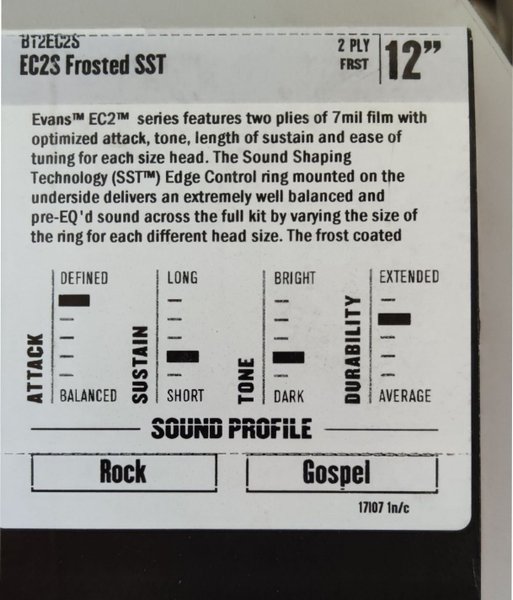 BT2EC2S
EC2S Frosted SST
2 PLY
FRST
12”
Evans™ EC2™ series features two plies of 7mil film with
optimized attack, tone, length of sustain and ease of
tuning for each size head. The Sound Shaping
Technology (SST™) Edge Control ring mounted on the
underside delivers an extremely well balanced and
pre-EQ'd sound across the full kit by varying the size of
the ring for each different head size. The frost coated
ATTACK
DEFINED
BALANCED
SUSTAIN
LONG
SHORT
TONE
BRIGHT
DARK
DURABILITY
EXTENDED
AVERAGE
SOUND PROFILE
Rock
Gospel
17107 1n/c